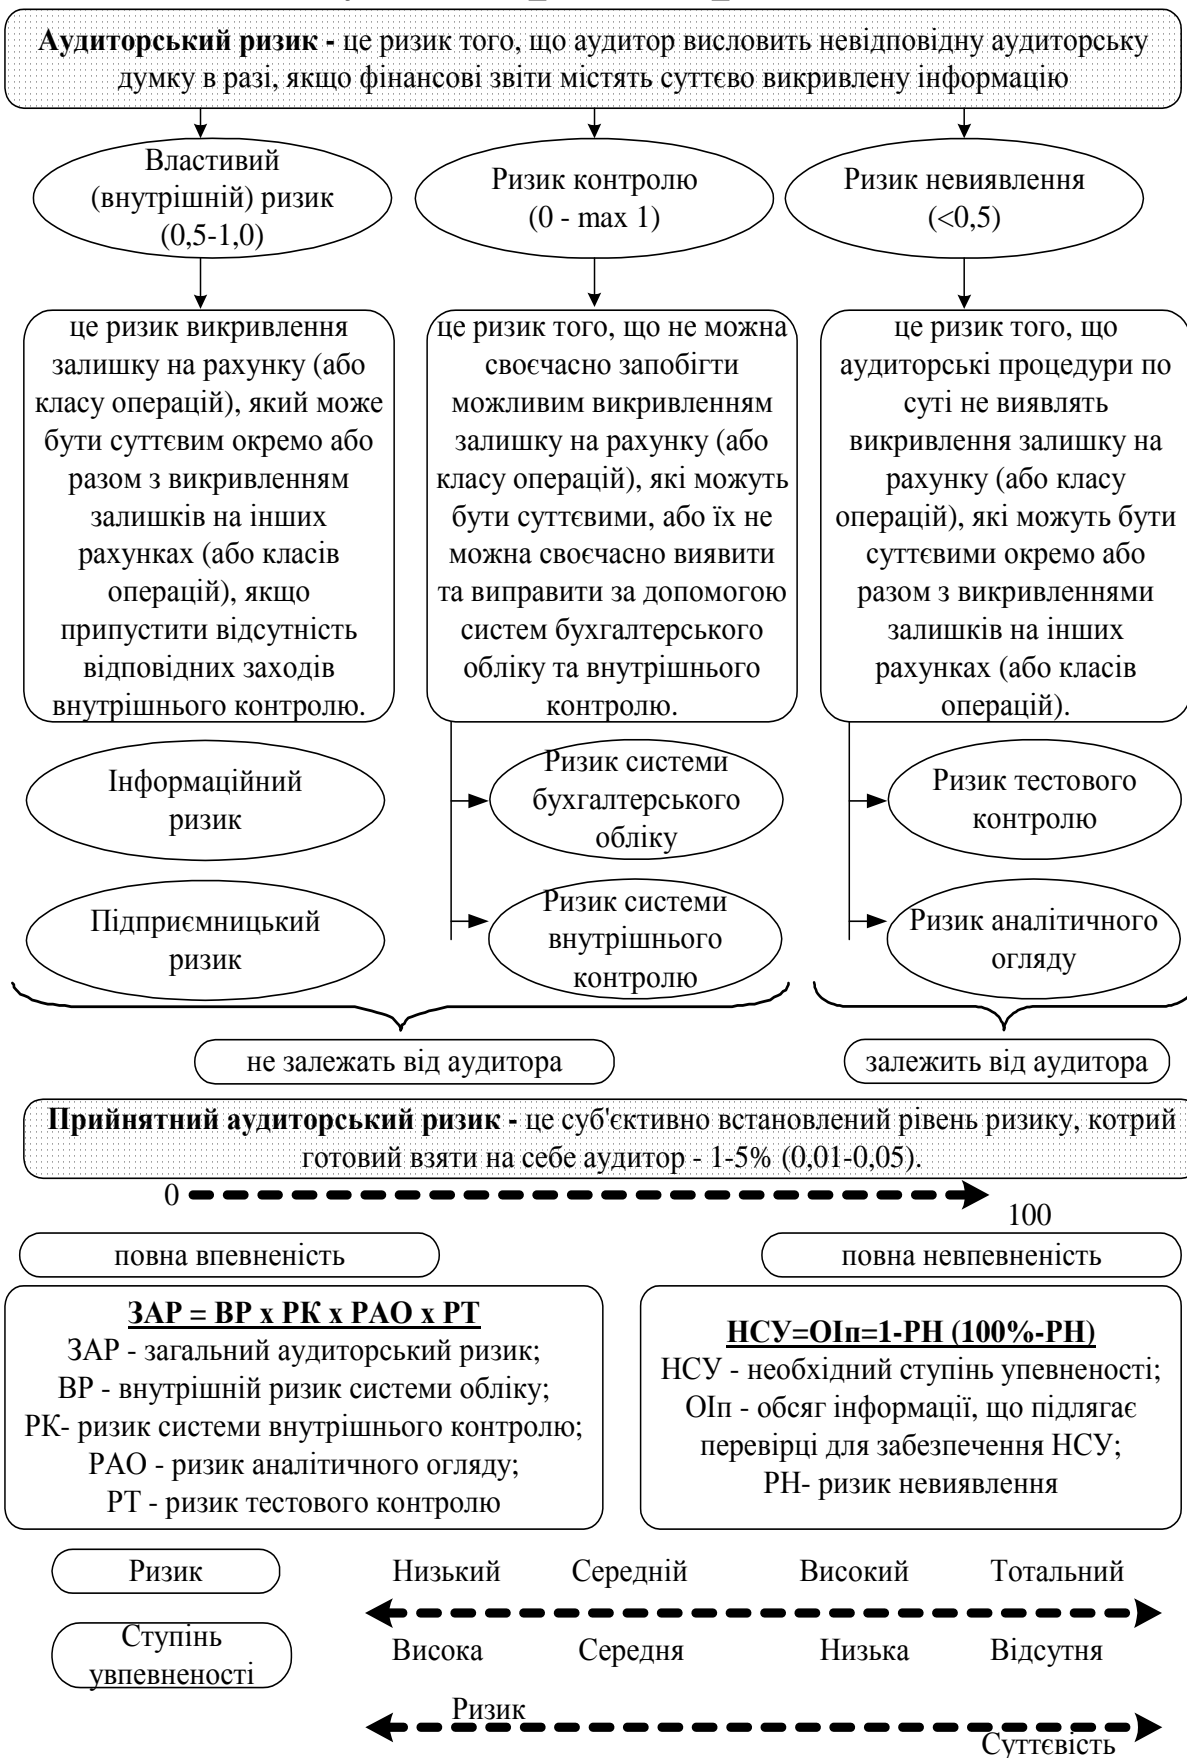 Аудиторський ризик - це ризик того, що аудитор висловить невідповідну аудиторську
думку в разі, якщо фінансові звіти містять суттєво викривлену інформацію
Властивий
(внутрішній) ризик
(0,5-1,0)
Ризик контролю
(0 - max 1)
Ризик невиявлення
(<0,5)
це ризик викривлення
залишку на рахунку (або
класу операцій), який може
бути суттєвим окремо або
разом з викривленням
залишків на інших
рахунках (або класів
операцій), якщо
припустити відсутність
відповідних заходів
внутрішнього контролю.
це ризик того, що не можна
своєчасно запобігти
можливим викривленням
залишку на рахунку (або
класу операцій), які можуть
бути суттєвими, або їх не
можна своєчасно виявити
та виправити за допомогою
систем бухгалтерського
обліку та внутрішнього
контролю.
це ризик того, що
аудиторські процедури по
суті не виявлять
викривлення залишку на
рахунку (або класу
операцій), які можуть бути
суттєвими окремо або
разом з викривленнями
залишків на інших
рахунках (або класів
операцій).
Інформаційний
ризик
Ризик системи
бухгалтерського
обліку
Ризик тестового
контролю
Підприємницький
ризик
Ризик системи
внутрішнього
контролю
Ризик аналітичного
огляду
не залежать від аудитора
залежить від аудитора
Прийнятний аудиторський ризик - це суб'єктивно встановлений рівень ризику, котрий
готовий взяти на себе аудитор - 1-5% (0,01-0,05).
0
100
повна впевненість
повна невпевненість
ЗАР = ВР х РК х РАО х РТ
ЗАР - загальний аудиторський ризик;
ВР - внутрішній ризик системи обліку;
РК- ризик системи внутрішнього контролю;
РАО - ризик аналітичного огляду;
РТ - ризик тестового контролю
НСУ=ОІп=1-РН (100%-РН)
НСУ - необхідний ступінь упевненості;
ОІп - обсяг інформації, що підлягає
перевірці для забезпечення НСУ;
РН- ризик невиявлення
Ризик
Низький Середній Високий Тотальний
Ступінь
увпевненості
Висока Середня Низька Відсутня
Ризик
Суттєвість